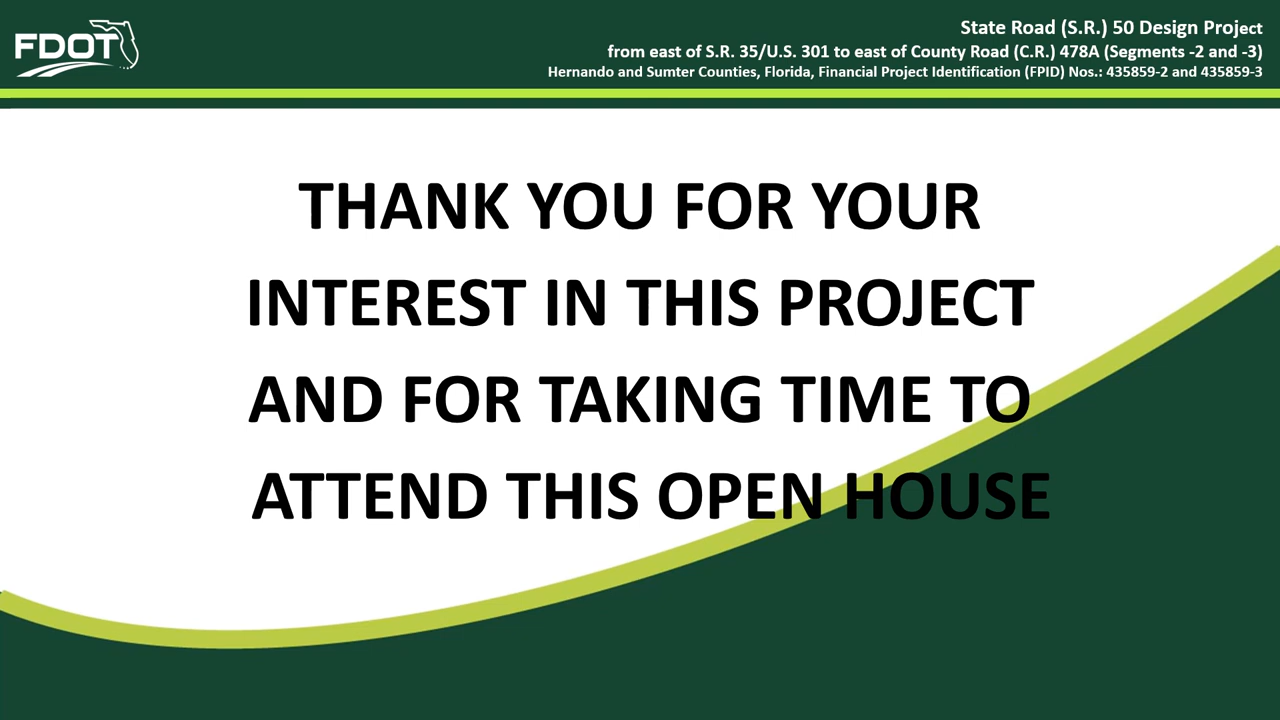 FDOT
State Road (S.R.) 50 Design Project
from east of S.R. 35/U.S. 301 to east of County Road (C.R.) 478A (Segments -2 and -3)
Hernando and Sumter Counties, Florida, Financial Project Identification (FPID) Nos.: 435859-2 and 435859-3
THANK YOU FOR YOUR
INTEREST IN THIS PROJECT
AND FOR TAKING TIME TO
ATTEND THIS OPEN HOUSE